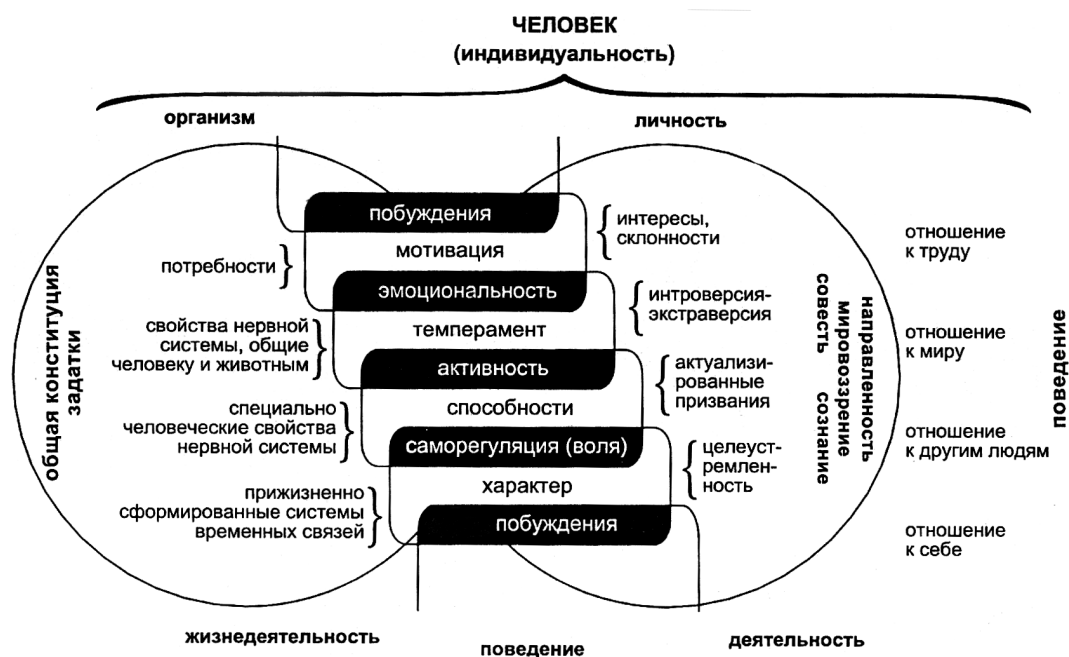 ЧЕЛОВЕК
(индивидуальность)
организм
личность
побуждения
мотивация
эмоциональность
темперамент
активность
способности
саморегуляция (воля)
характер
побуждения
общая конституция
задатки
потребности
свойства нервной
системы, общие
человеку и животным
специально
человеческие свойства
нервной системы
прижизненно
сформированные системы
временных связей
интересы,
склонности
интроверсия-
экстраверсия
актуализи-
рованные
призвания
целеуст-
ремлен-
ность
направленность
мировоззрение
совесть сознание
отношение
к труду
отношение
к миру
отношение
к другим людям
отношение
к себе
поведение
жизнедеятельность
поведение
деятельность